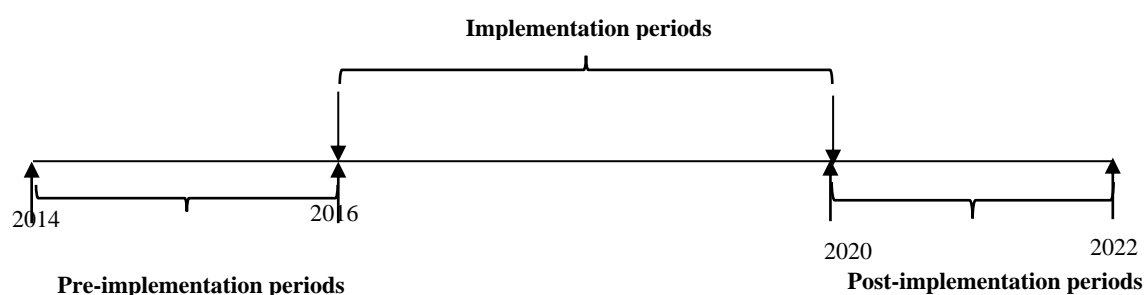 Implementation periods
2014
2016
2020
2022
Pre-implementation periods
Post-implementation periods